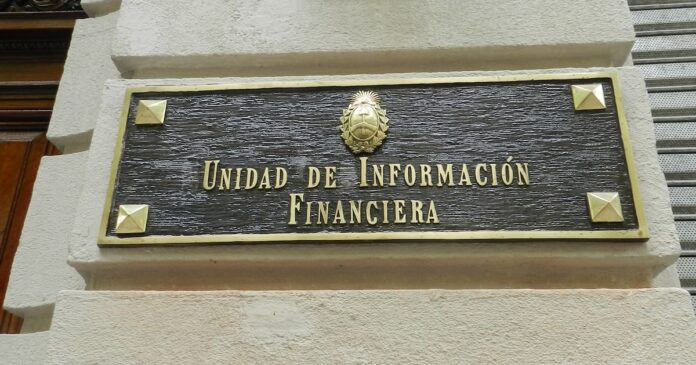 Unidad de Información
Financiera